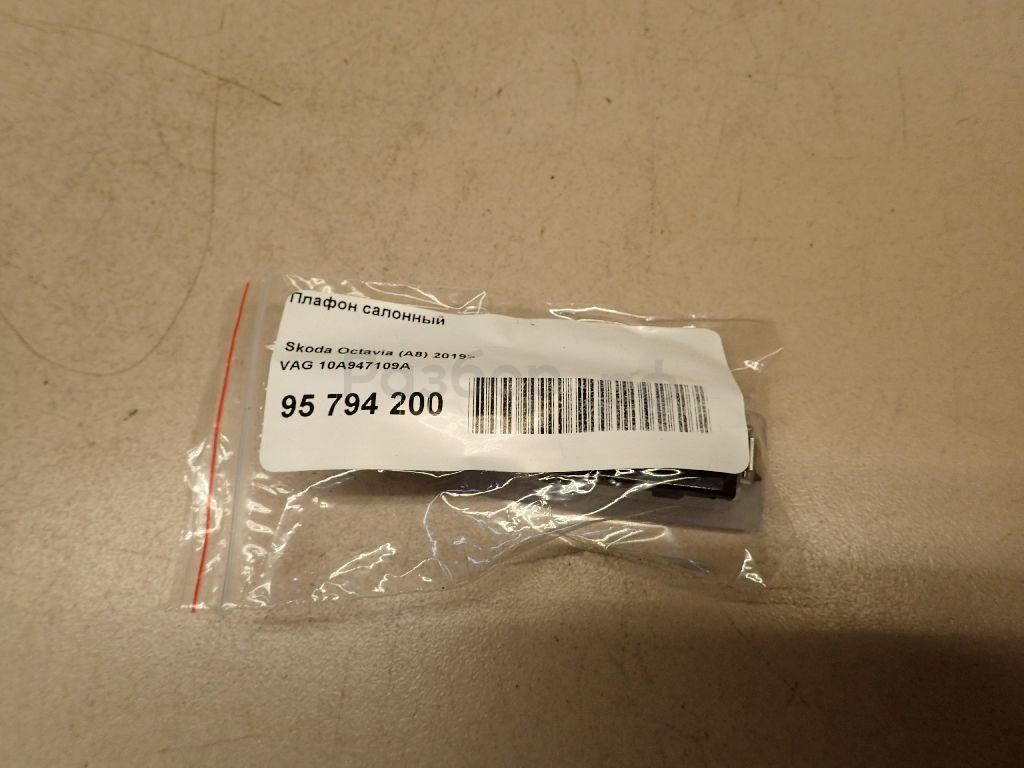 Плафон салонный
Skoda Octavia (A8) 2019>
VAG 10A947109A
95 794 200